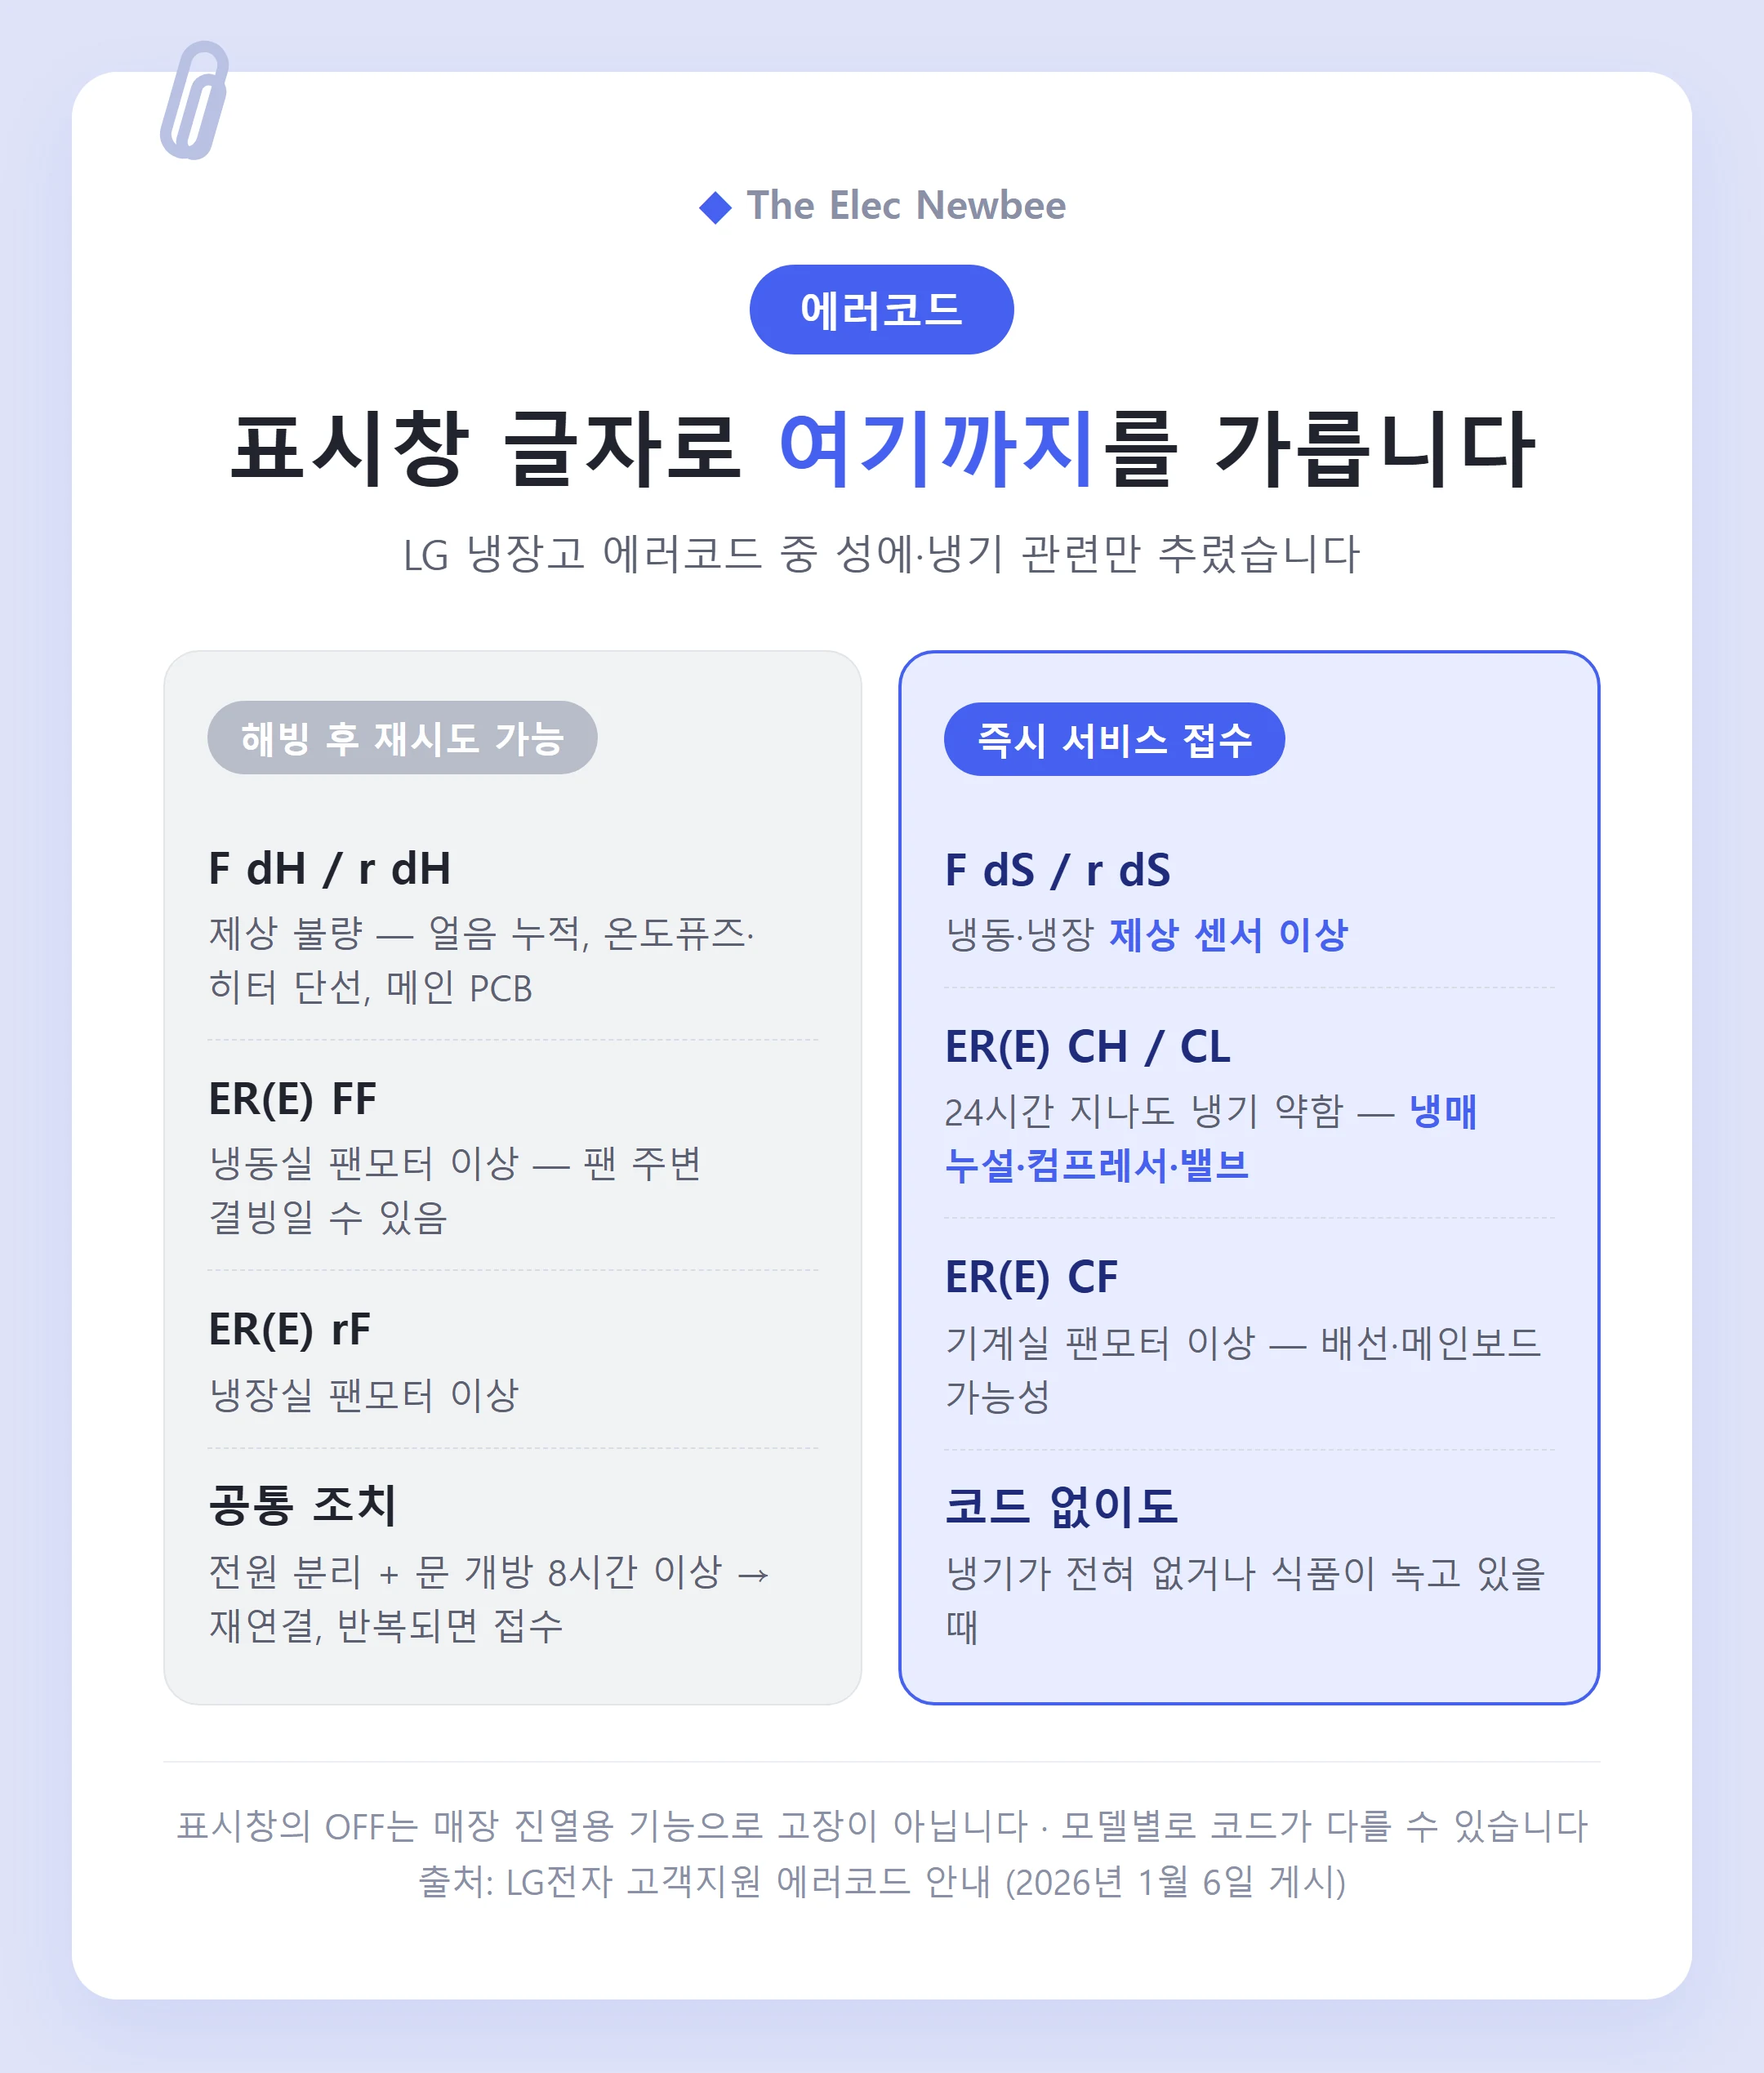 ◆ The Elec Newbee
에러코드
표시창 글자로 여기까지를 가릅니다
LG 냉장고 에러코드 중 성에·냉기 관련만 추렸습니다
해빙 후 재시도 가능
F dH / r dH
제상 불량 — 얼음 누적, 온도퓨즈·
히터 단선, 메인 PCB
ER(E) FF
냉동실 팬모터 이상 — 팬 주변
결빙일 수 있음
ER(E) rF
냉장실 팬모터 이상
공통 조치
전원 분리 + 문 개방 8시간 이상 →
재연결, 반복되면 접수
즉시 서비스 접수
F dS / r dS
냉동·냉장 제상 센서 이상
ER(E) CH / CL
24시간 지나도 냉기 약함 — 냉매
누설·컴프레서·밸브
ER(E) CF
기계실 팬모터 이상 — 배선·메인보드
가능성
코드 없이도
냉기가 전혀 없거나 식품이 녹고 있을
때
표시창의 OFF는 매장 진열용 기능으로 고장이 아닙니다 · 모델별로 코드가 다를 수 있습니다
출처: LG전자 고객지원 에러코드 안내 (2026년 1월 6일 게시)